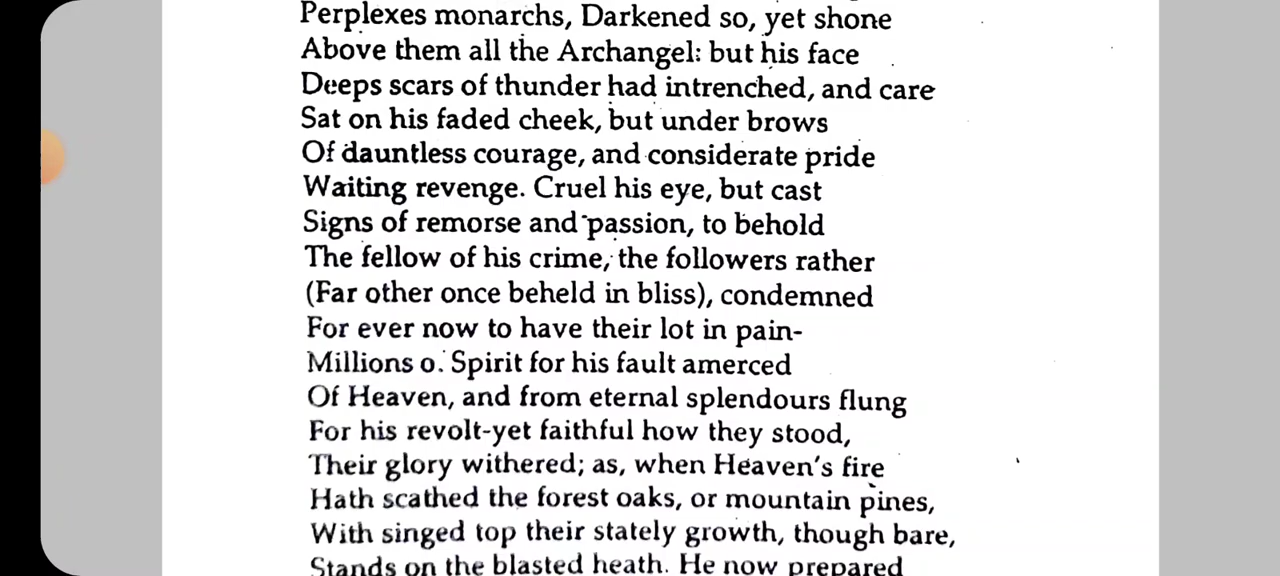 Perplexes monarchs, Darkened so, yet shone
Above them all the Archangel: but his face
Deeps scars of thunder had intrenched, and care
Sat on his faded cheek, but under brows
Of dauntless courage, and considerate pride
Waiting revenge. Cruel his eye, but cast
Signs of remorse and passion, to behold
The fellow of his crime, the followers rather
(Far other once beheld in bliss), condemned
For ever now to have their lot in pain-
Millions o. Spirit for his fault amerced
Of Heaven, and from eternal splendours flung
For his revolt-yet faithful how they stood,
Their glory withered; as, when Heaven's fire
Hath scathed the forest oaks, or mountain pines,
With singed top their stately growth, though bare,
Stands on the blasted heath. He now prepared